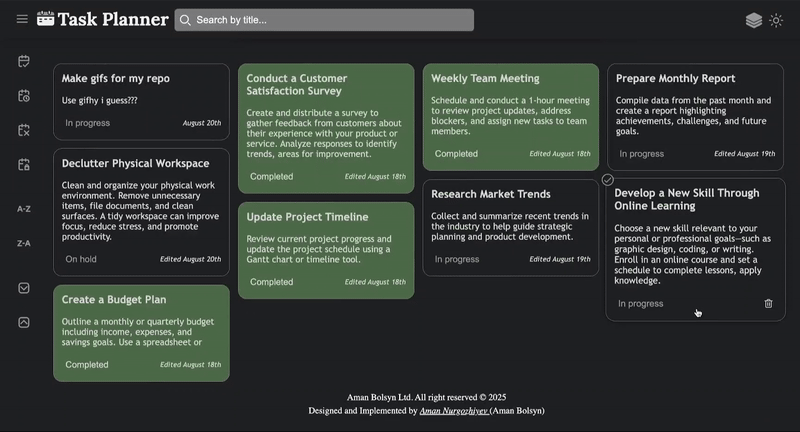 Task Planner
Search by title...
A-Z
Z-A
Make gifs for my repo
Use gifhy i guess???
In progress
August 20th
Declutter Physical Workspace
Clean and organize your physical work
environment. Remove unnecessary
items, file documents, and clean
surfaces. A tidy workspace can improve
focus, reduce stress, and promote
productivity.
On hold
Edited August 20th
Create a Budget Plan
Outline a monthly or quarterly budget
including income, expenses, and
savings goals. Use a spreadsheet or
Completed
Edited August 18th
Conduct a Customer
Satisfaction Survey
Create and distribute a survey to
gather feedback from customers about
their experience with your product or
service. Analyze responses to identify
trends, areas for improvement.
Completed
Edited August 18th
Update Project Timeline
Review current project progress and
update the project schedule using a
Gantt chart or timeline tool.
Completed
Edited August 18th
Weekly Team Meeting
Schedule and conduct a 1-hour meeting
to review project updates, address
blockers, and assign new tasks to team
members.
Completed
Edited August 18th
Research Market Trends
Collect and summarize recent trends in
the industry to help guide strategic
planning and product development.
In progress
Edited August 19th
Prepare Monthly Report
Compile data from the past month and
create a report highlighting
achievements, challenges, and future
goals.
In progress
Edited August 19th
Develop a New Skill Through
Online Learning
Choose a new skill relevant to your
personal or professional goals—such as
graphic design, coding, or writing.
Enroll in an online course and set a
schedule to complete lessons, apply
knowledge.
In progress
Aman Bolsyn Ltd. All right reserved © 2025
Designed and Implemented by Aman Nurgozhiyev (Aman Bolsyn)